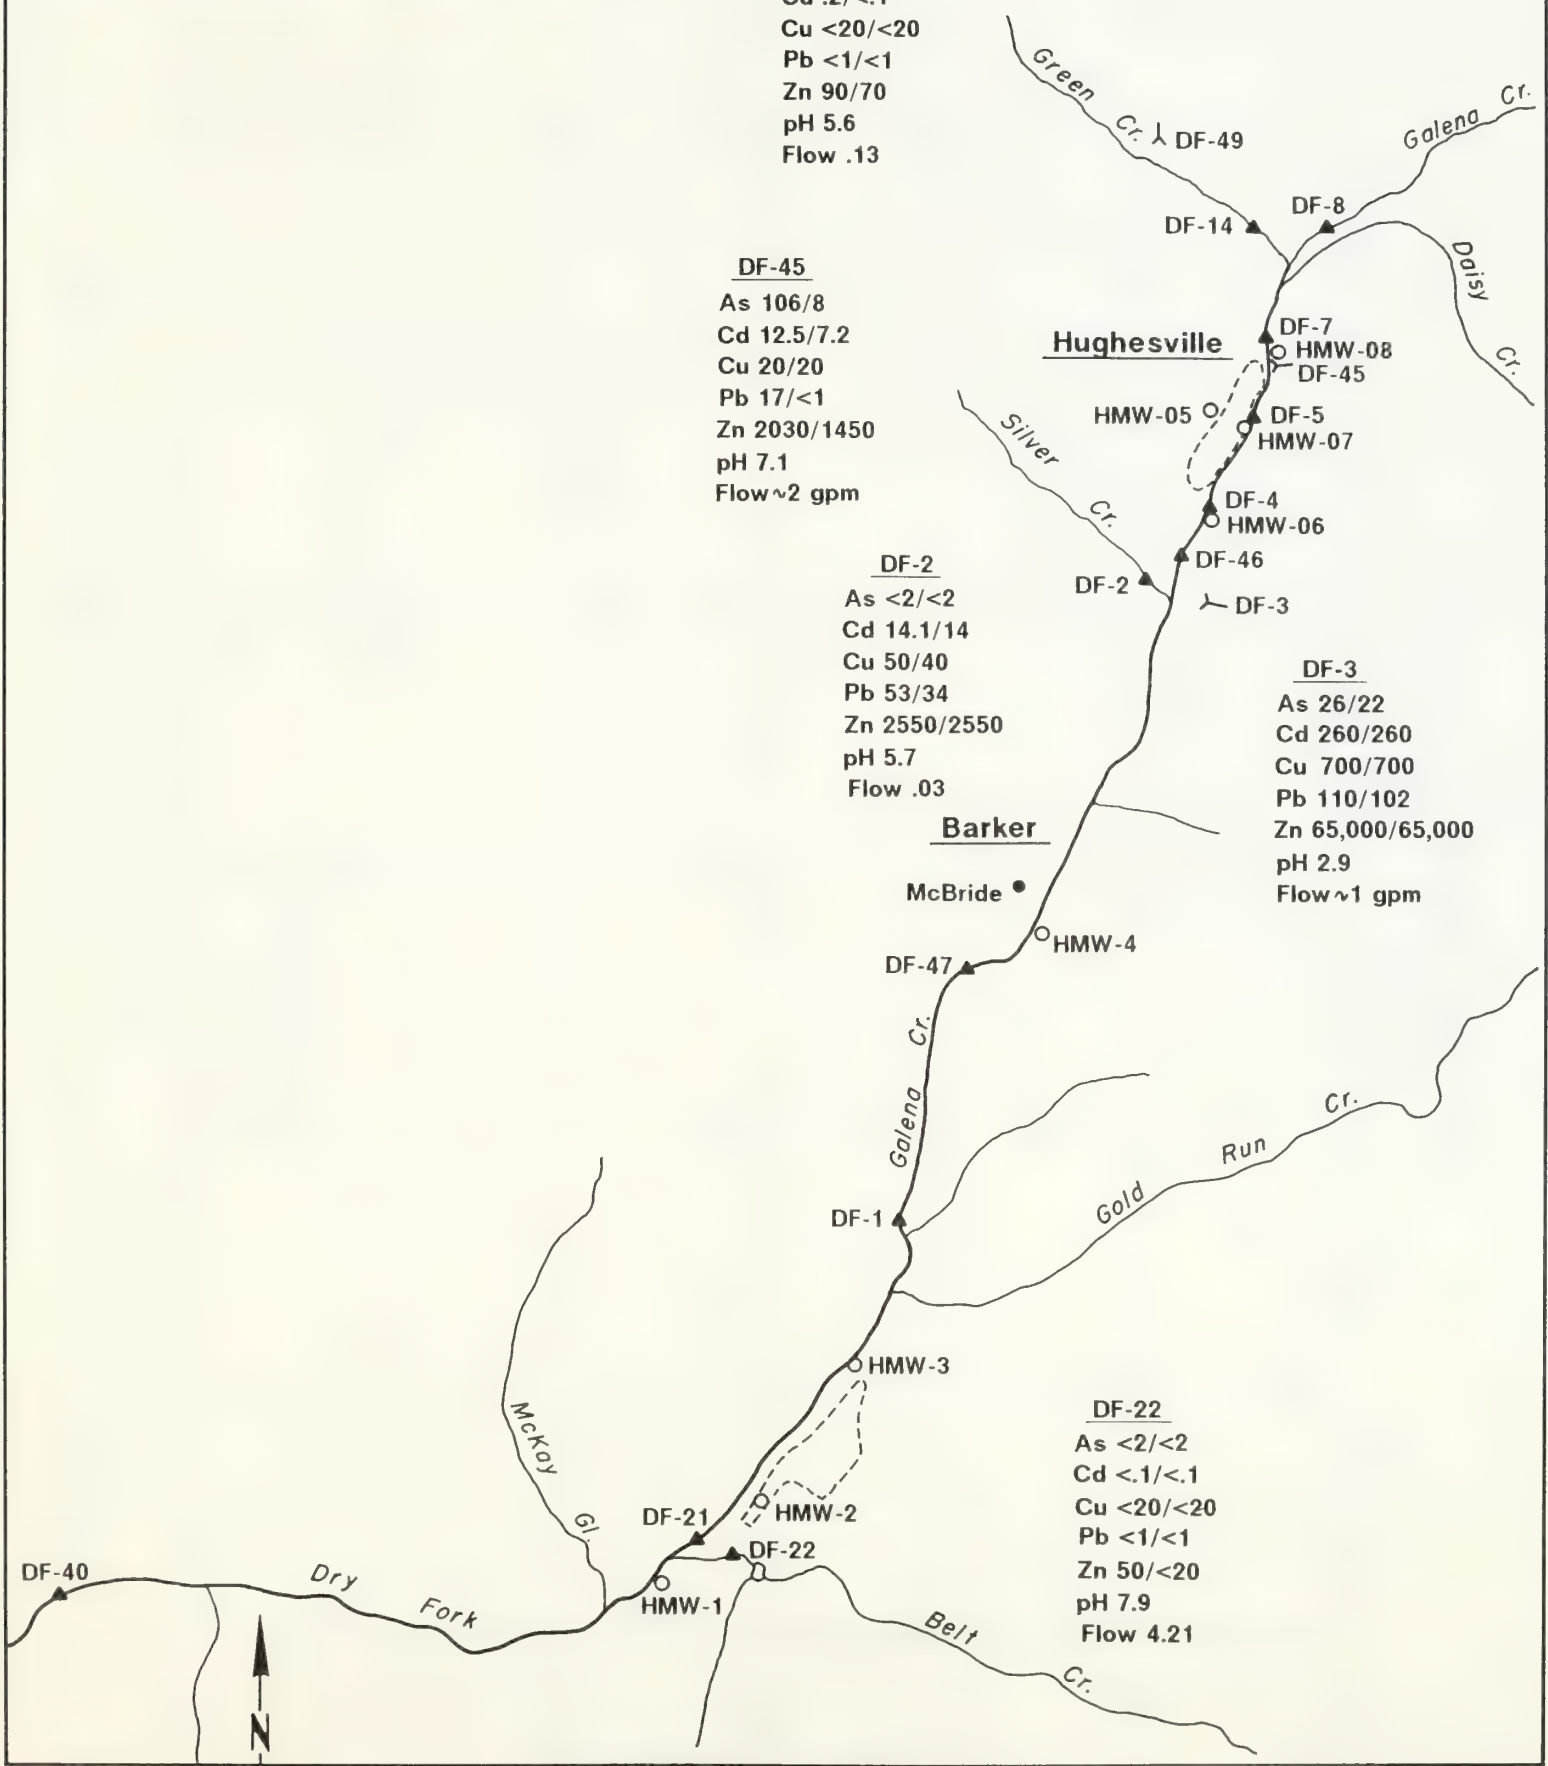 Cu <20/<20
Pb <1/<1
Zn 90/70
pH 5.6
Flow .13
Green Cr.
DF-49
Galena Cr.
DF-8
DF-14
Daisy Cr.
DF-45
As 106/8
Cd 12.5/7.2
Cu 20/20
Pb 17/<1
Zn 2030/1450
pH 7.1
Flow~2 gpm
Hughesville
DF-7
HMW-08
DF-45
HMW-05
DF-5
HMW-07
Silver Cr.
DF-4
HMW-06
DF-46
DF-2
DF-3
DF-2
As <2/<2
Cd 14.1/14
Cu 50/40
Pb 53/34
Zn 2550/2550
pH 5.7
Flow .03
DF-3
As 26/22
Cd 260/260
Cu 700/700
Pb 110/102
Zn 65,000/65,000
pH 2.9
Flow~1 gpm
Barker
McBride
HMW-4
DF-47
Galena Cr.
Gold Run Cr.
DF-1
HMW-3
McKay Gl.
DF-22
As <2/<2
Cd <.1/<.1
Cu <20/<20
Pb <1/<1
Zn 50/<20
pH 7.9
Flow 4.21
DF-21
HMW-2
DF-22
DF-40
Dry Fork
HMW-1
Belt Cr.
N